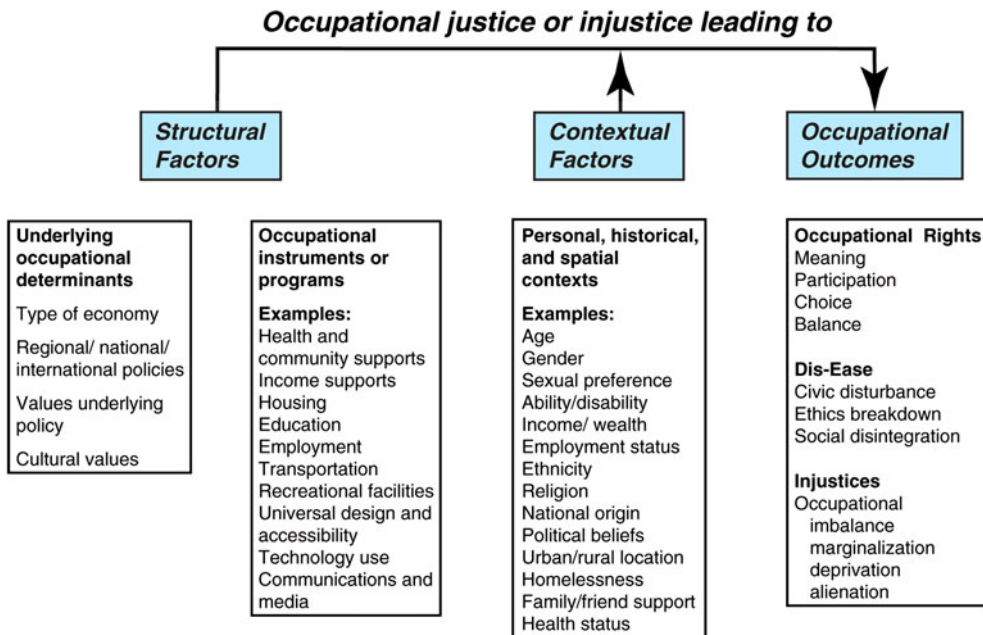 Occupational justice or injustice leading to
Structural
Factors
Contextual
Factors
Occupational
Outcomes
Underlying
occupational
determinants
Type of economy
Regional/ national/
international policies
Values underlying
policy
Cultural values
Occupational
instruments or
programs
Examples:
Health and
community supports
Income supports
Housing
Education
Employment
Transportation
Recreational facilities
Universal design and
accessibility
Technology use
Communications and
media
Personal, historical,
and spatial
contexts
Examples:
Age
Gender
Sexual preference
Ability/disability
Income/ wealth
Employment status
Ethnicity
Religion
National origin
Political beliefs
Urban/rural location
Homelessness
Family/friend support
Health status
Occupational Rights
Meaning
Participation
Choice
Balance
Dis-Ease
Civic disturbance
Ethics breakdown
Social disintegration
Injustices
Occupational
imbalance
marginalization
deprivation
alienation